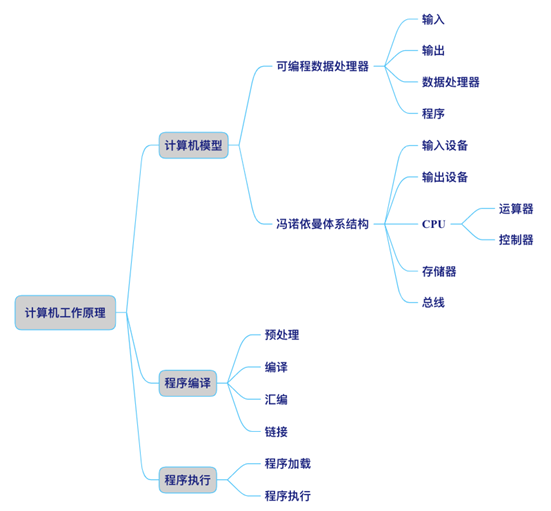 计算机工作原理
计算机模型
可编程数据处理器
输入
输出
数据处理器
程序
冯诺依曼体系结构
输入设备
输出设备
CPU
运算器
控制器
存储器
总线
程序编译
预处理
编译
汇编
链接
程序执行
程序加载
程序执行